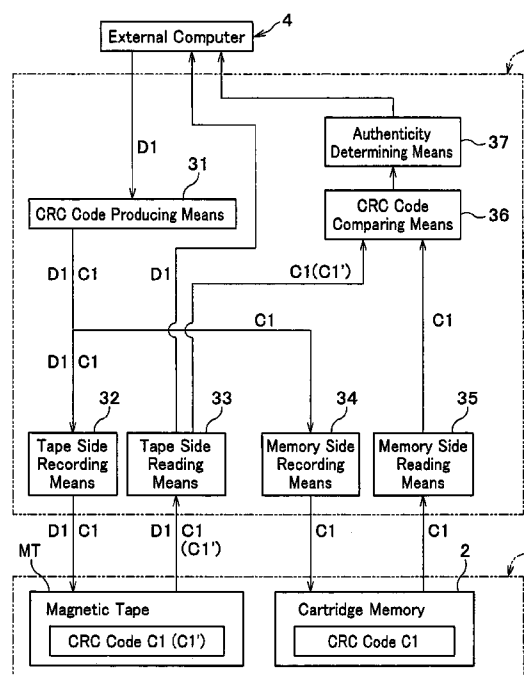 4
External Computer
D1
31
CRC Code Producing Means
Authenticity
Determining Means
37
CRC Code
Comparing Means
36
D1 C1
D1
C1(C1')
C1
C1
D1 C1
32
33
34
35
Tape Side
Recording
Means
Tape Side
Reading
Means
Memory Side
Recording
Means
Memory Side
Reading
Means
D1 C1
D1 C1
(C1')
C1
C1
MT
2
Magnetic Tape
CRC Code C1 (C1')
Cartridge Memory
CRC Code C1